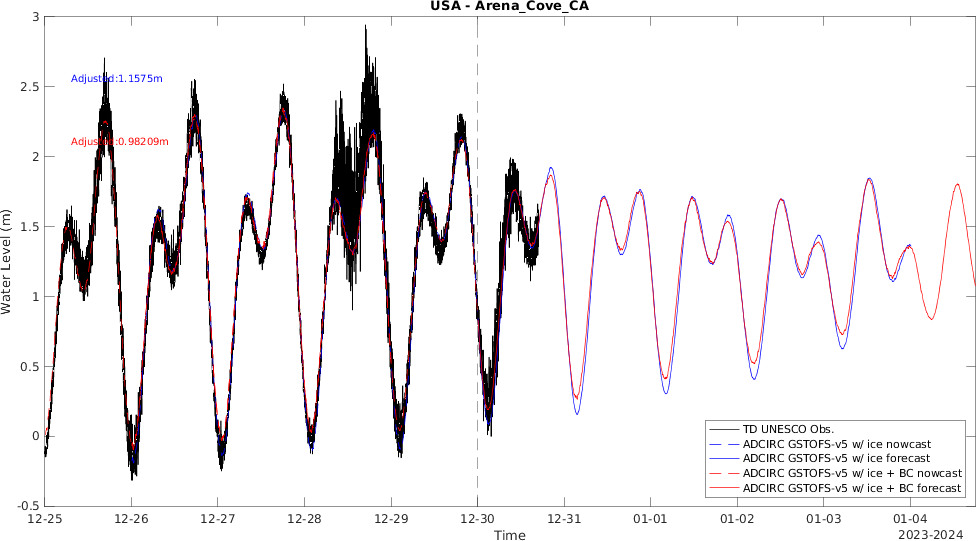 USA - Arena_Cove_CA
3
2.5
2
1.5
1
0.5
0
-0.5
Water Level (m)
Adjusted:1.1575m
Adjusted:0.98209m
TD UNESCO Obs.
ADCIRC GSTOFS-v5 w/ ice nowcast
ADCIRC GSTOFS-v5 w/ ice forecast
ADCIRC GSTOFS-v5 w/ ice + BC nowcast
ADCIRC GSTOFS-v5 w/ ice + BC forecast
12-25 12-26 12-27 12-28 12-29 12-30 12-31 01-01 01-02 01-03 01-04
Time
2023-2024